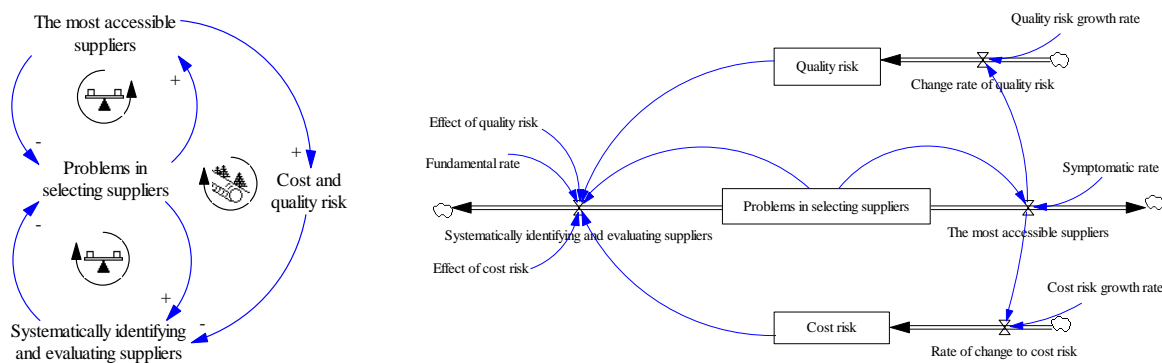 The most accessible
suppliers
+
-
Problems in
selecting suppliers
+
Cost and
quality risk
-
+
-
Systematically identifying
and evaluating suppliers
Quality risk growth rate
Quality risk
Change rate of quality risk
Effect of quality risk
Fundamental rate
Symptomatic rate
Problems in selecting suppliers
Systematically identifying and evaluating suppliers
The most accessible suppliers
Effect of cost risk
Cost risk growth rate
Cost risk
Rate of change to cost risk